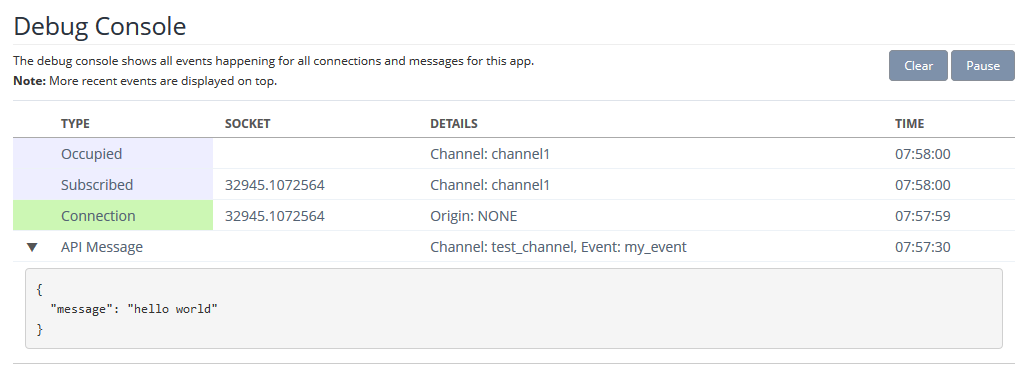 Debug Console
The debug console shows all events happening for all connections and messages for this app.
Note: More recent events are displayed on top.
Clear
Pause
TYPE SOCKET DETAILS TIME
Occupied Channel: channel1 07:58:00
Subscribed 32945.1072564 Channel: channel1 07:58:00
Connection 32945.1072564 Origin: NONE 07:57:59
API Message Channel: test_channel, Event: my_event 07:57:30
{
"message": "hello world"
}